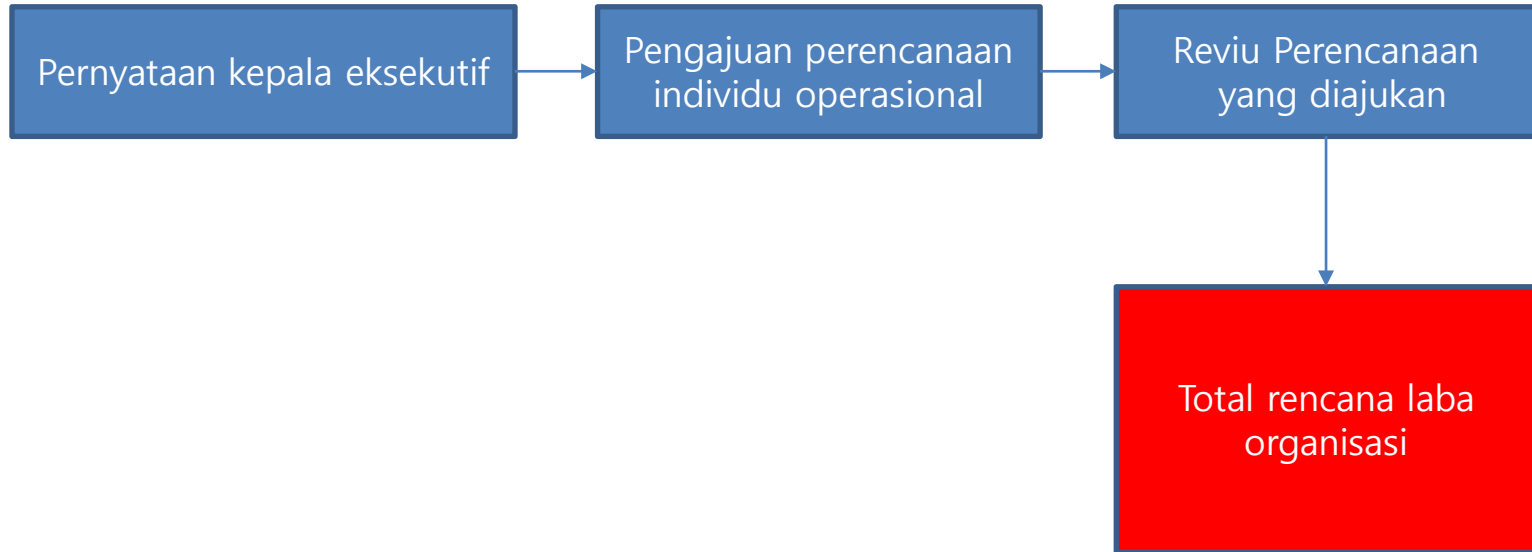 Pernyataan kepala eksekutif
Pengajuan perencanaan
individu operasional
Reviu Perencanaan
yang diajukan
Total rencana laba
organisasi